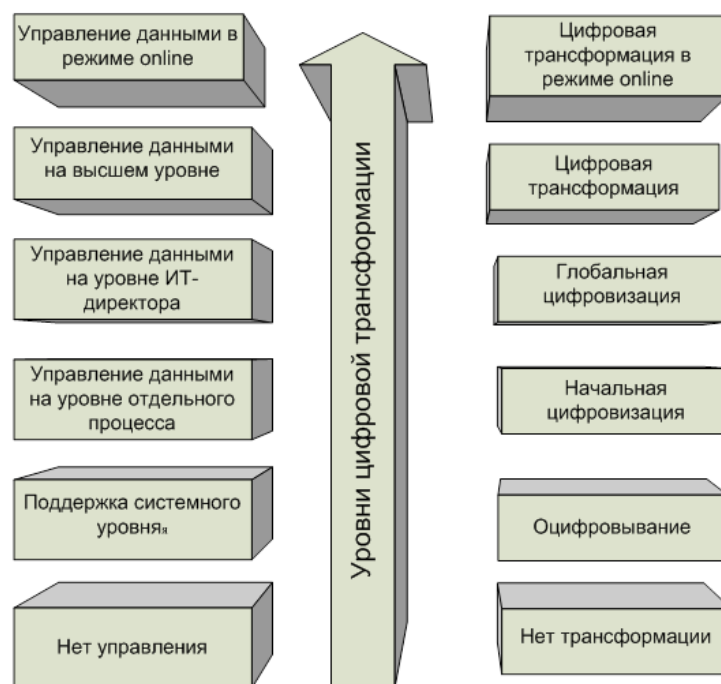 Управление данными в
режиме online
Управление данными
на высшем уровне
Управление данными
на уровне ИТ-
директора
Управление данными
на уровне отдельного
процесса
Поддержка системного
уровняя
Нет управления
Уровни цифровой трансформации
Цифровая
трансформация в
режиме online
Цифровая
трансформация
Глобальная
цифровизация
Начальная
цифровизация
Оцифровывание
Нет трансформации